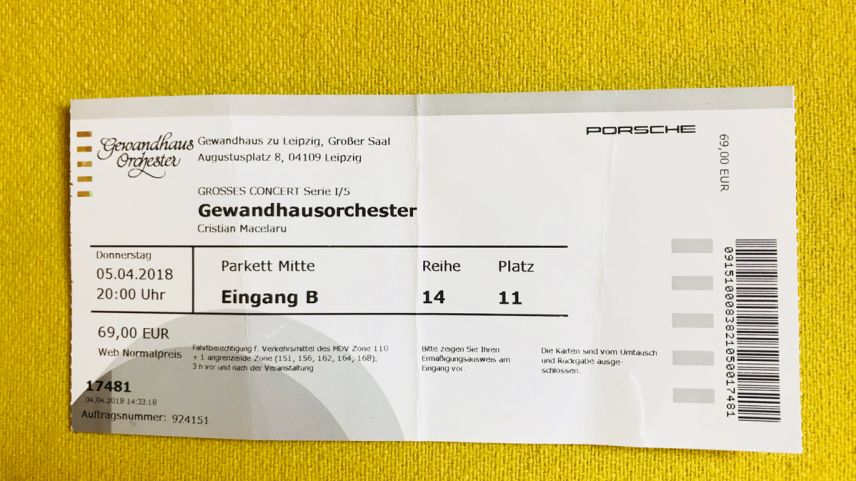 Gewandhaus
Orchester
Gewandhaus zu Leipzig, Großer Saal
Augustusplatz 8, 04109 Leipzig
PORSCHE
69,00 EUR
GROSSES CONCERT Serie I/5
Gewandhausorchester
Cristian Macelaru
Donnerstag
05.04.2018
20:00 Uhr
Parkett Mitte
Reihe
Platz
Eingang B
14
11
69,00 EUR
Web Normalpreis
Fahrtberechtigung f. Verkehrsmittel des MDV Zone 110
+ 1 angrenzende Zone (151, 156, 162, 164, 168);
3 h vor und nach der Veranstaltung
Bitte zeigen Sie Ihren
Ermäßigungsausweis am
Eingang vor.
Die Karten sind vom Umtausch
und Rückgabe ausge-
schlossen.
17481
04.04.2018 14:33:18
Auftragsnummer: 924151
0915100083821050001​7481